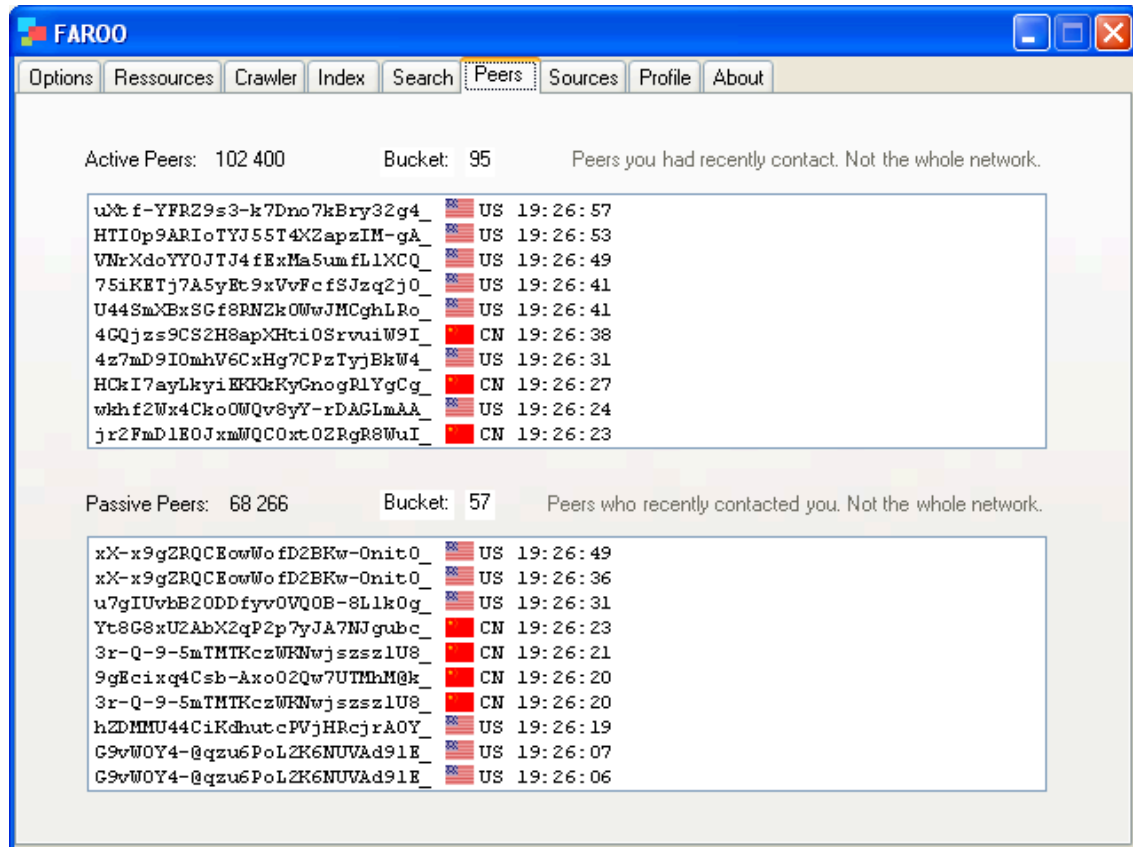 FAROO
Options Ressources Crawler Index Search Peers Sources Profile About
Active Peers: 102 400 Bucket: 95 Peers you had recently contact. Not the whole network.
uXtf-YFRZ9s3-k7Dno7kBry32g4_ US 19:26:57
HTI0p9ARIoTYJ55T4XZapzIM-gA_ US 19:26:53
VNrXdoYY0JTJ4fExMa5umfL1XCQ_ US 19:26:49
75iKETj7A5yEt9xVvFcfSJzq2j0_ US 19:26:41
U44SmXBxSGf8RNZk0WwJMCghLRo_ US 19:26:41
4GQjzs9CS2H8apXHti0SrvuiW9I_ CN 19:26:38
4z7mD9I0mhV6CxHg7CPzTyjBkW4_ US 19:26:31
HCkI7ayLkyiEKKkKyGnogRlYgCg_ CN 19:26:27
wkhf2Wx4Cko0WQv8yY-rDAGLmAA_ US 19:26:24
jr2FmDlE0JxmWQC0xt0ZRgR8WuI_ CN 19:26:23
Passive Peers: 68 266 Bucket: 57 Peers who recently contacted you. Not the whole network.
xX-x9gZRQCEowWofD2BKw-0nit0_ US 19:26:49
xX-x9gZRQCEowWofD2BKw-0nit0_ US 19:26:36
u7gIUvbB20DDfyv0VQ0B-8Llk0g_ US 19:26:31
Yt8G8xU2AbX2qP2p7yJA7NJgubc_ CN 19:26:23
3r-Q-9-5mTMTKczWKNwjszszlU8_ CN 19:26:21
9gEcixq4Csb-Axo02Qw7UTMhM@k_ CN 19:26:20
3r-Q-9-5mTMTKczWKNwjszszlU8_ CN 19:26:20
hZDMMU44CiKdhutcPVjHRcjrA0Y_ US 19:26:19
G9vW0Y4-@qzu6PoL2K6NUVAd9lE_ US 19:26:07
G9vW0Y4-@qzu6PoL2K6NUVAd9lE_ US 19:26:06